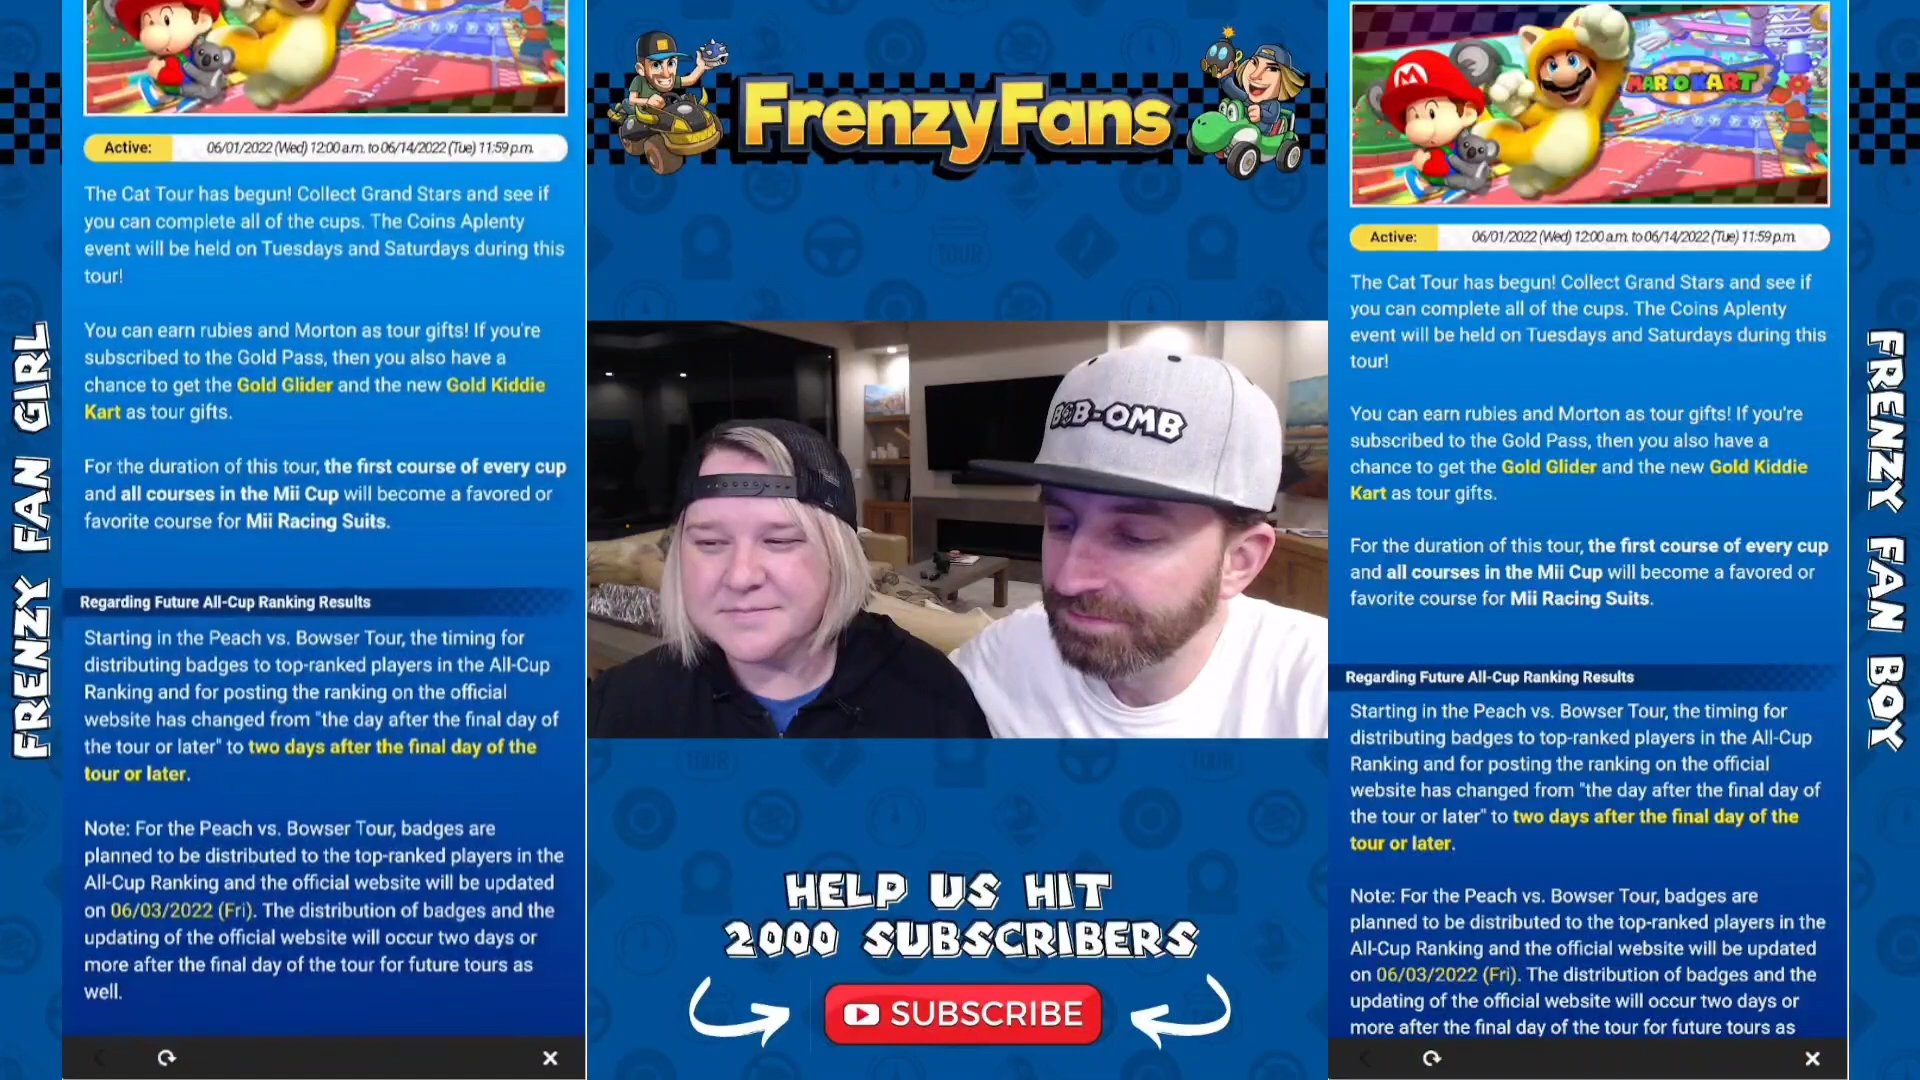 FRENZY FAN GIRL
Active:
06/01/2022 (Wed) 12:00 a.m. to 06/14/2022 (Tue) 11:59 p.m.
The Cat Tour has begun! Collect Grand Stars and see if
you can complete all of the cups. The Coins Aplenty
event will be held on Tuesdays and Saturdays during this
tour!
You can earn rubies and Morton as tour gifts! If you're
subscribed to the Gold Pass, then you also have a
chance to get the Gold Glider and the new Gold Kiddie
Kart as tour gifts.
For the duration of this tour, the first course of every cup
and all courses in the Mii Cup will become a favored or
favorite course for Mii Racing Suits.
Regarding Future All-Cup Ranking Results
Starting in the Peach vs. Bowser Tour, the timing for
distributing badges to top-ranked players in the All-Cup
Ranking and for posting the ranking on the official
website has changed from "the day after the final day of
the tour or later" to two days after the final day of the
tour or later.
Note: For the Peach vs. Bowser Tour, badges are
planned to be distributed to the top-ranked players in the
All-Cup Ranking and the official website will be updated
on 06/03/2022 (Fri). The distribution of badges and the
updating of the official website will occur two days or
more after the final day of the tour for future tours as
well.
FrenzyFans
TOUR
BOB-OMB
HELP US HIT
2000 SUBSCRIBERS
SUBSCRIBE
M
MARIO KART
Active:
06/01/2022 (Wed) 12:00 a.m. to 06/14/2022 (Tue) 11:59 p.m.
The Cat Tour has begun! Collect Grand Stars and see if
you can complete all of the cups. The Coins Aplenty
event will be held on Tuesdays and Saturdays during this
tour!
You can earn rubies and Morton as tour gifts! If you're
subscribed to the Gold Pass, then you also have a
chance to get the Gold Glider and the new Gold Kiddie
Kart as tour gifts.
For the duration of this tour, the first course of every cup
and all courses in the Mii Cup will become a favored or
favorite course for Mii Racing Suits.
Regarding Future All-Cup Ranking Results
Starting in the Peach vs. Bowser Tour, the timing for
distributing badges to top-ranked players in the All-Cup
Ranking and for posting the ranking on the official
website has changed from "the day after the final day of
the tour or later" to two days after the final day of the
tour or later.
Note: For the Peach vs. Bowser Tour, badges are
planned to be distributed to the top-ranked players in the
All-Cup Ranking and the official website will be updated
on 06/03/2022 (Fri). The distribution of badges and the
updating of the official website will occur two days or
more after the final day of the tour for future tours as
FRENZY FAN BOY